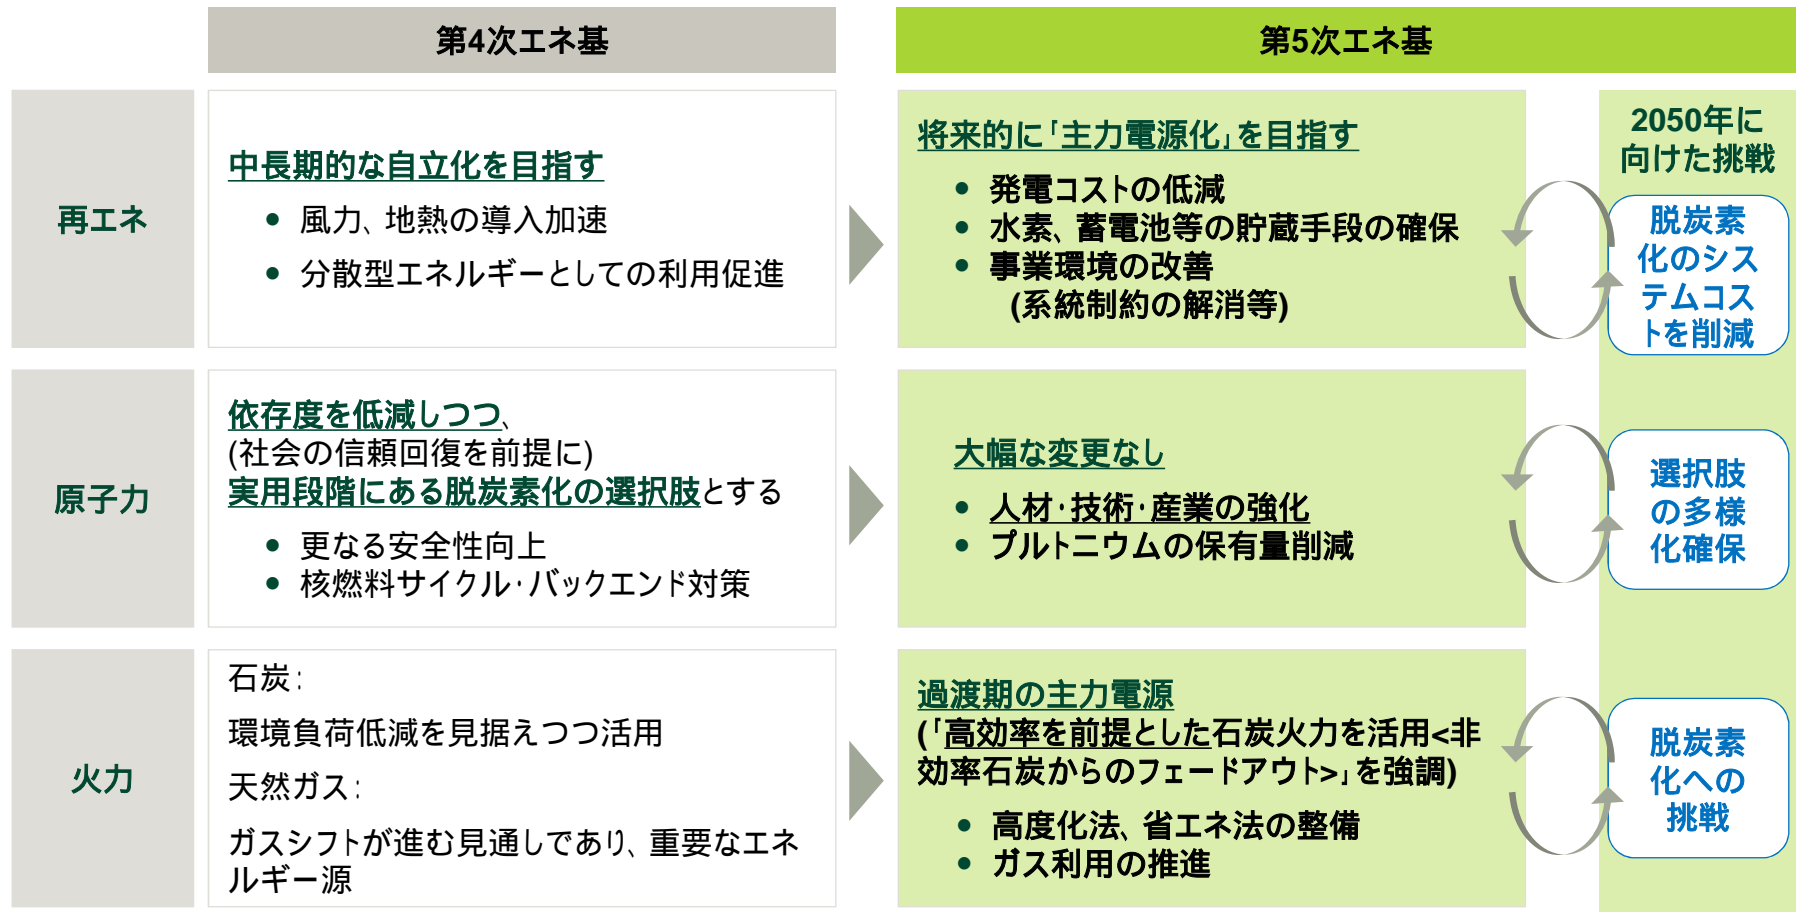 第4次エネ基
第5次エネ基
再エネ
中長期的な自立化を目指す
• 風力、地熱の導入加速
• 分散型エネルギーとしての利用促進
将来的に「主力電源化」を目指す
• 発電コストの低減
• 水素、蓄電池等の貯蔵手段の確保
• 事業環境の改善
(系統制約の解消等)
2050年に
向けた挑戦
脱炭素
化のシス
テムコス
トを削減
原子力
依存度を低減しつつ、
(社会の信頼回復を前提に)
実用段階にある脱炭素化の選択肢とする
• 更なる安全性向上
• 核燃料サイクル・バックエンド対策
大幅な変更なし
• 人材・技術・産業の強化
• プルトニウムの保有量削減
選択肢
の多様
化確保
火力
石炭:
環境負荷低減を見据えつつ活用
天然ガス:
ガスシフトが進む見通しであり、重要なエネ
ルギー源
過渡期の主力電源
(「高効率を前提とした石炭火力を活用<非
効率石炭からのフェードアウト>」を強調)
• 高度化法、省エネ法の整備
• ガス利用の推進
脱炭素
化への
挑戦